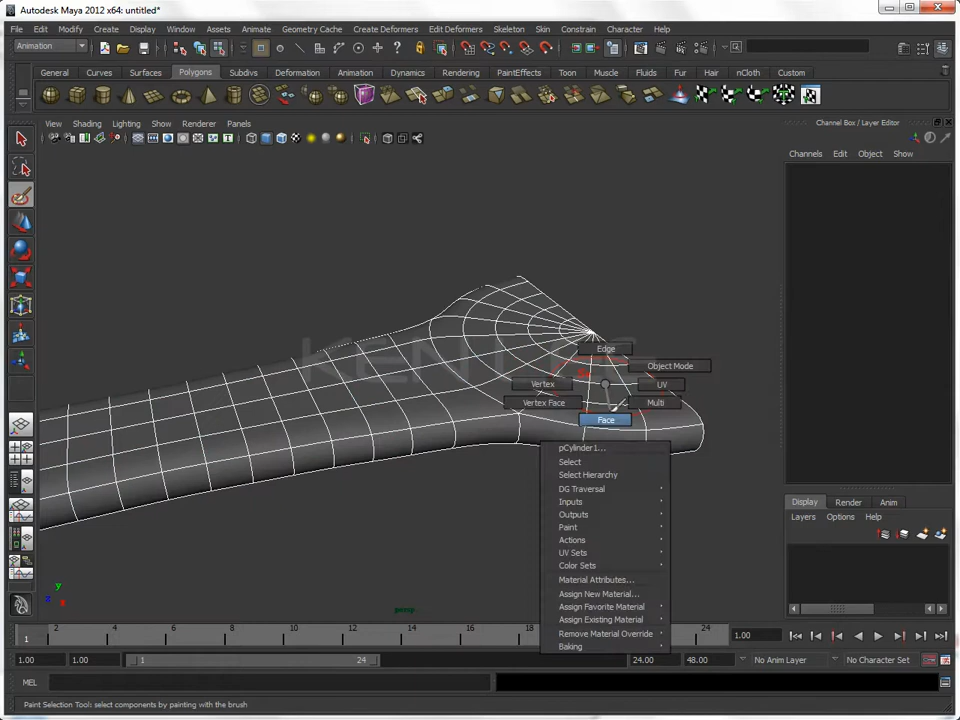 Autodesk Maya 2012 x64: untitled*
File Edit Modify Create Display Window Assets Animate Geometry Cache Create Deformers Edit Deformers Skeleton Skin Constrain Character Help
Animation
General Curves Surfaces Polygons Subdivs Deformation Animation Dynamics Rendering PaintEffects Toon Muscle Fluids Fur Hair nCloth Custom
View Shading Lighting Show Renderer Panels
Channel Box / Layer Editor
Channels Edit Object Show
Edge
Object Mode
Vertex UV
Vertex Face Multi
Face
pCylinder1...
Select
Select Hierarchy
DG Traversal
Inputs
Outputs
Paint
Actions
UV Sets
Color Sets
Material Attributes...
Assign New Material...
Assign Favorite Material
Assign Existing Material
Remove Material Override
Baking
Display Render Anim
Layers Options Help
y
z x
persp
1 2 4 6 8 10 12 14 16 18 24 1.00
1.00 1.00 1 24 24.00 48.00 No Anim Layer No Character Set
MEL
Paint Selection Tool: select components by painting with the brush